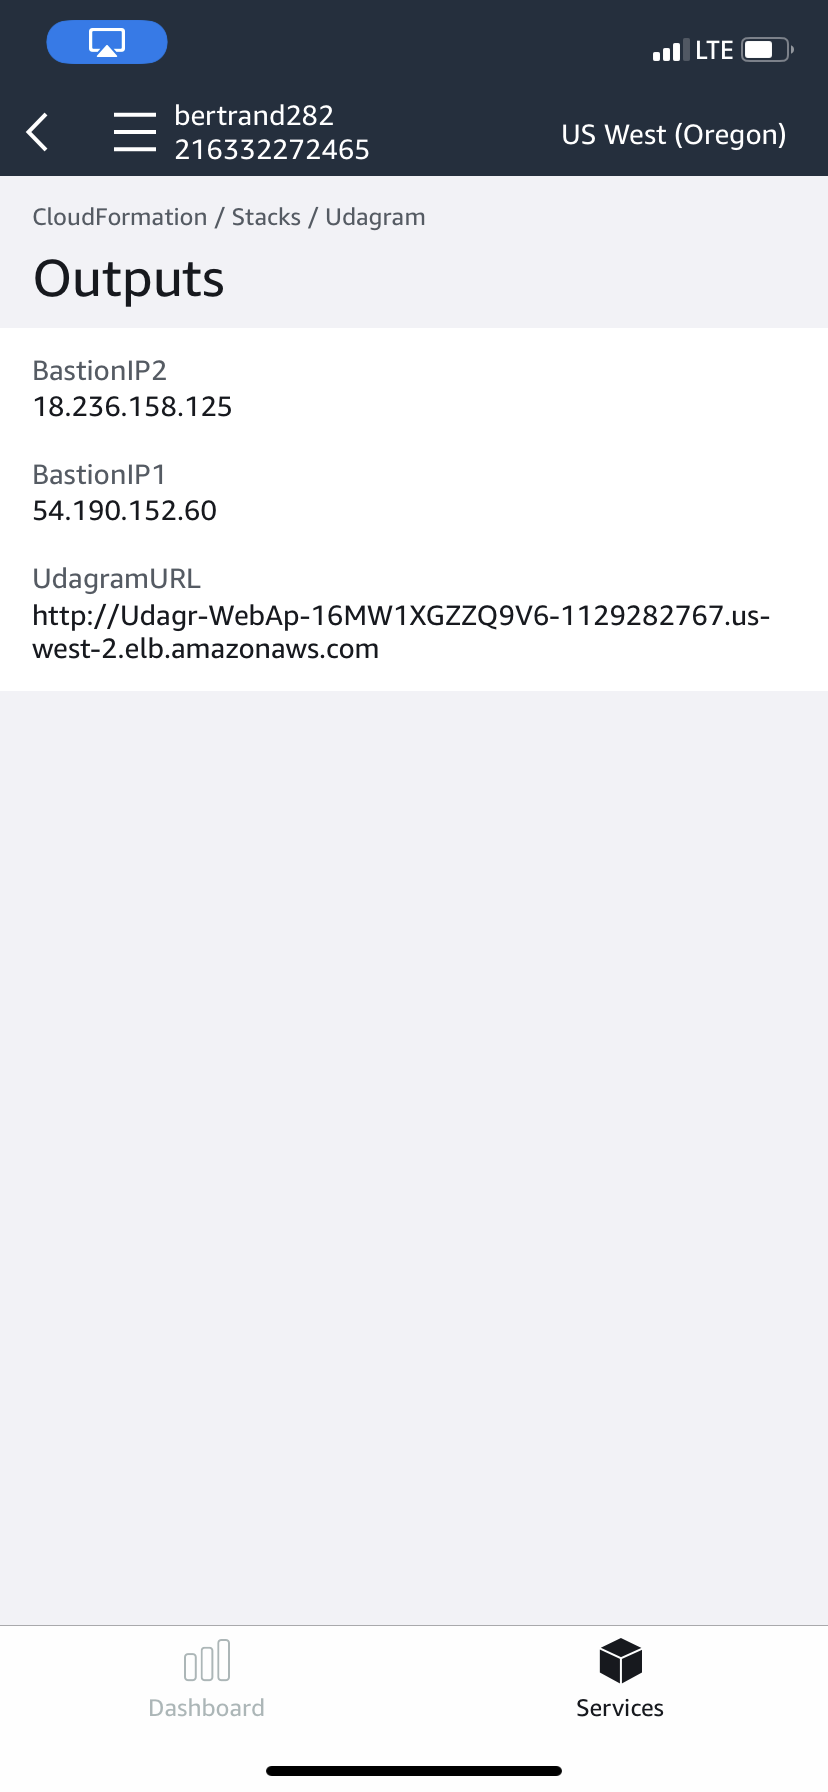 LTE
bertrand282
216332272465
US West (Oregon)
CloudFormation / Stacks / Udagram
Outputs
BastionIP2
18.236.158.125
BastionIP1
54.190.152.60
UdagramURL
http://Udagr-WebAp-16MW1XGZZQ9V6-1129282767.us-
west-2.elb.amazonaws.com
Dashboard
Services